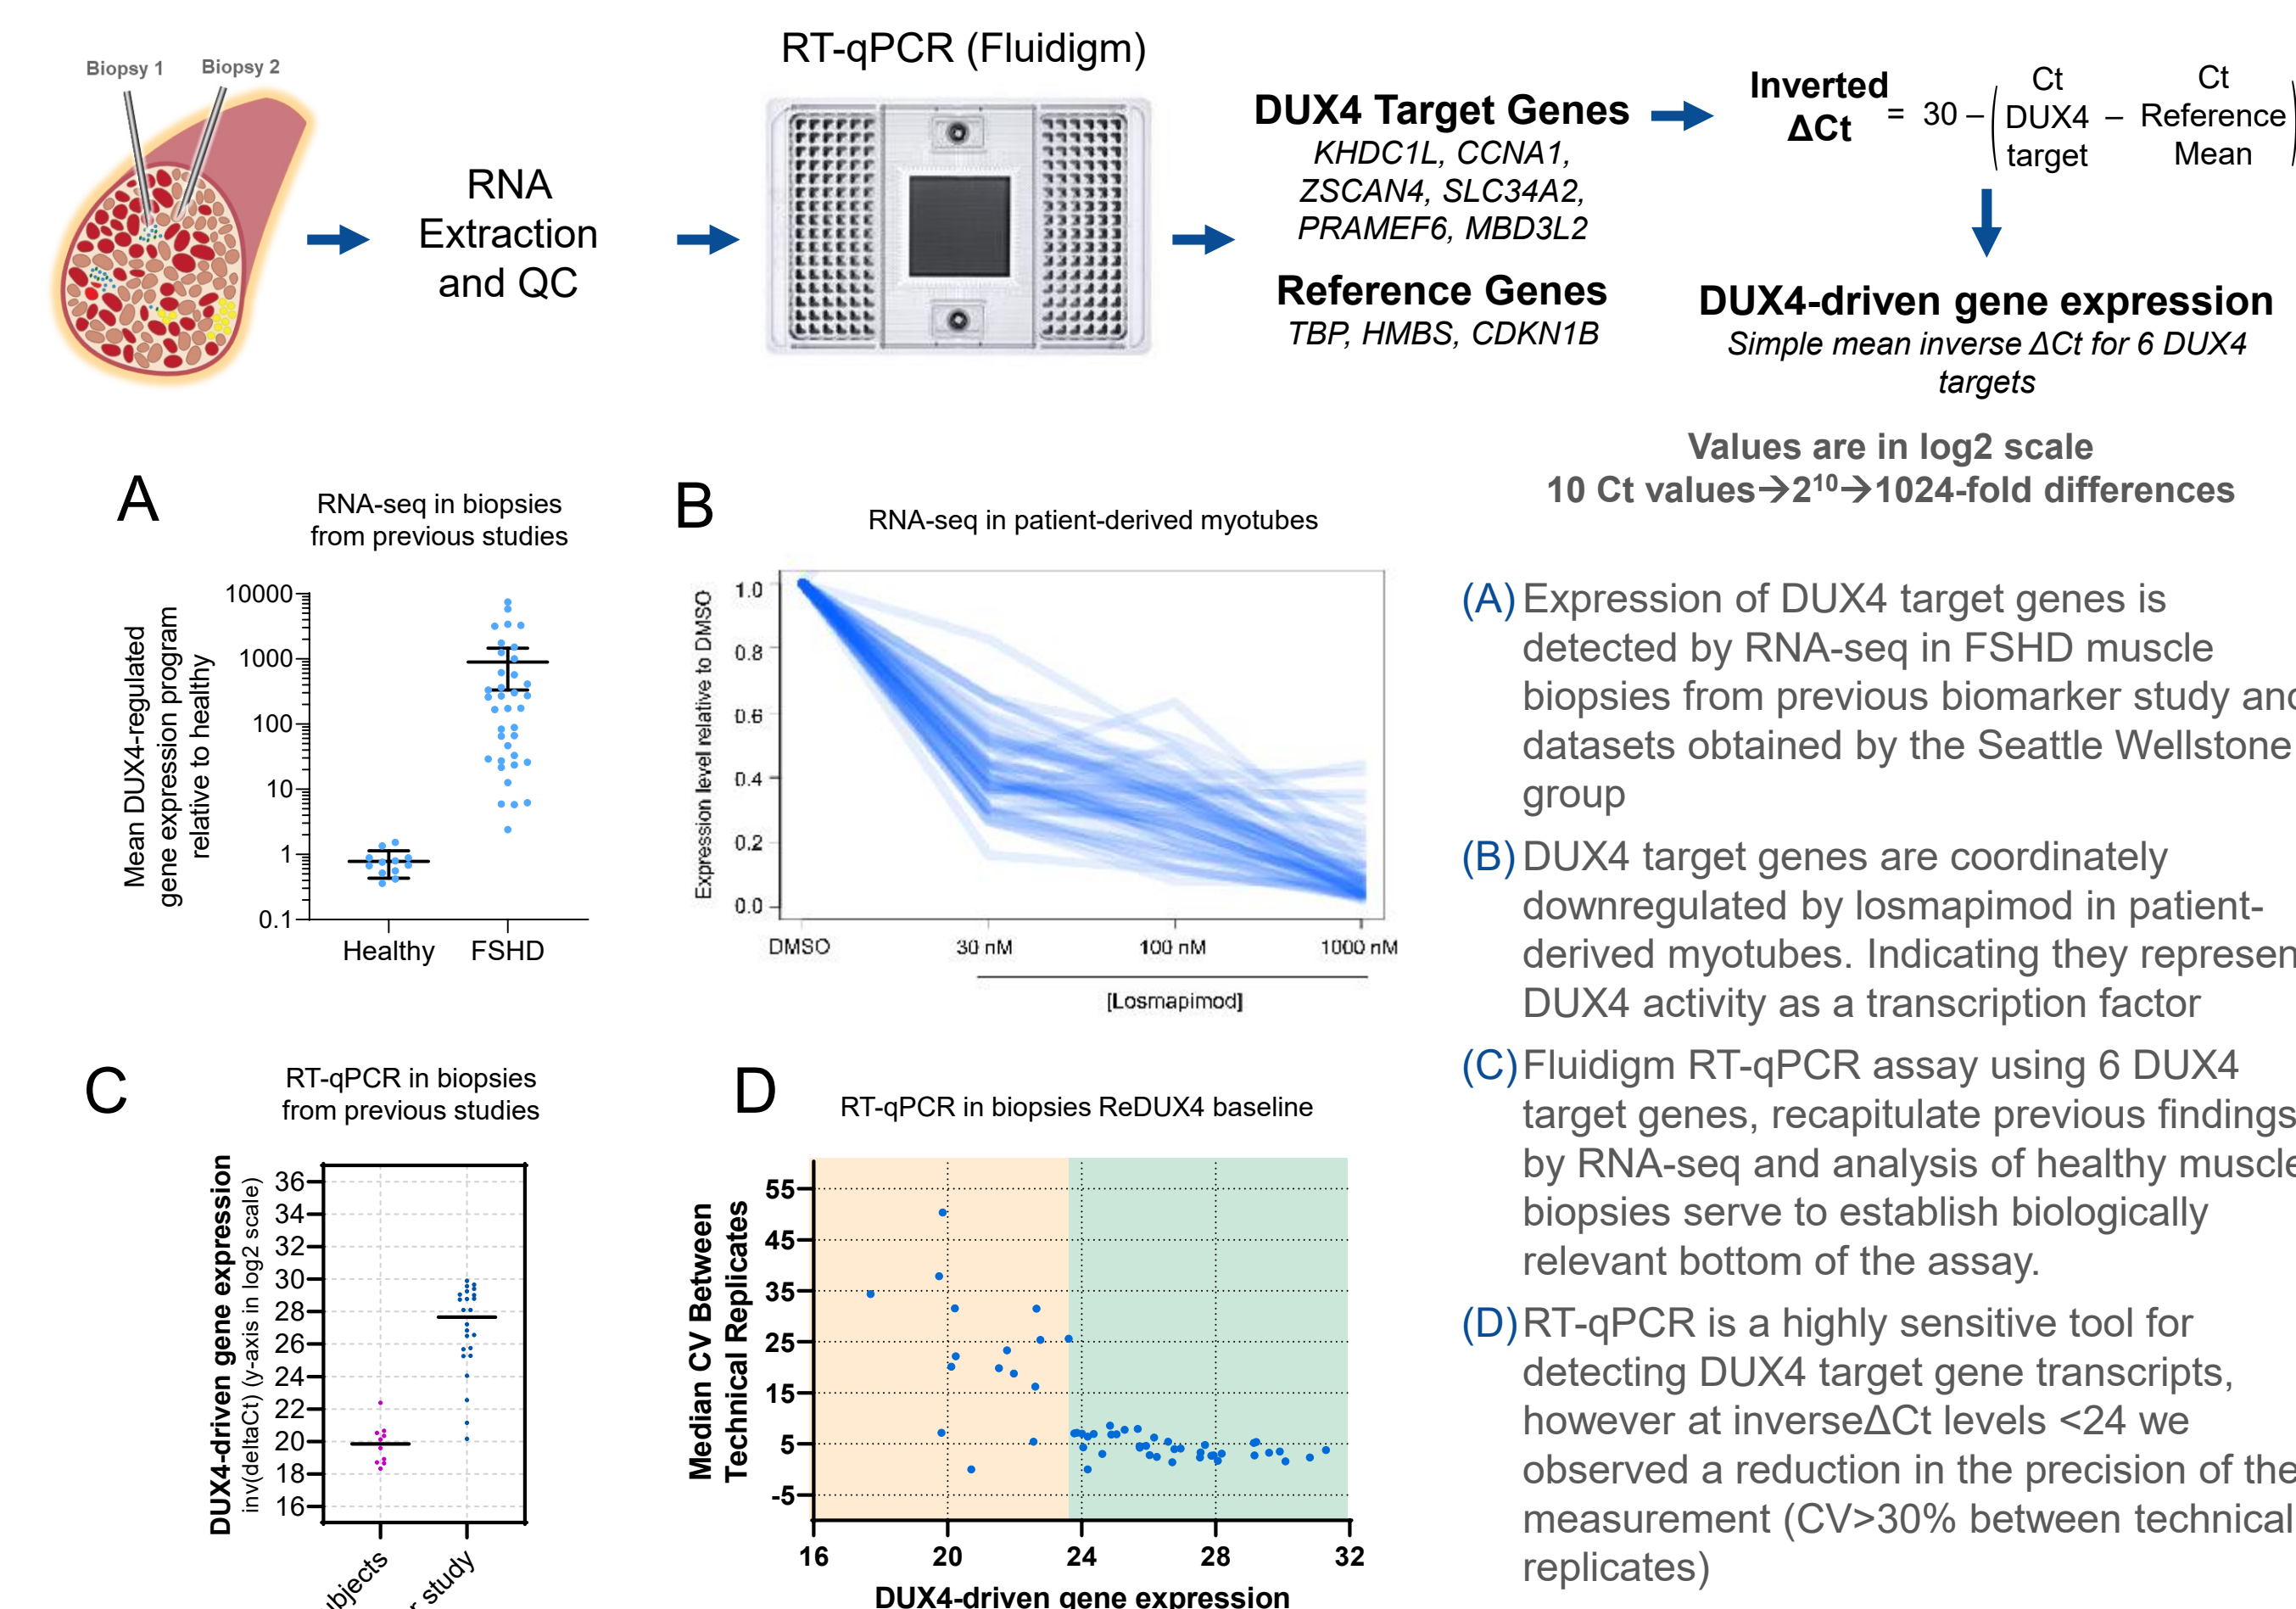 Biopsy 1
Biopsy 2
RNA
Extraction
and QC
RT-qPCR (Fluidigm)
DUX4 Target Genes
KHDC1L, CCNA1,
ZSCAN4, SLC34A2,
PRAMEF6, MBD3L2
Reference Genes
TBP, HMBS, CDKN1B
Inverted
ΔCt
= 30 –
Ct
DUX4
target
–
Ct
Reference
Mean
DUX4-driven gene expression
Simple mean inverse ΔCt for 6 DUX4
targets
Values are in log2 scale
10 Ct values→2¹⁰→1024-fold differences
A
RNA-seq in biopsies
from previous studies
Mean DUX4-regulated
gene expression program
relative to healthy
10000
1000
100
10
1
0.1
Healthy
FSHD
B
RNA-seq in patient-derived myotubes
Expression level relative to DMSO
1.0
0.8
0.6
0.4
0.2
0.0
DMSO
30 nM
100 nM
1000 nM
[Losmapimod]
C
RT-qPCR in biopsies
from previous studies
DUX4-driven gene expression
inv(deltaCt) (y-axis in log2 scale)
36
34
32
30
28
26
24
22
20
18
16
bjects
r study
D
RT-qPCR in biopsies ReDUX4 baseline
Median CV Between
Technical Replicates
55
45
35
25
15
5
-5
16
20
24
28
32
DUX4-driven gene expression
(A) Expression of DUX4 target genes is
detected by RNA-seq in FSHD muscle
biopsies from previous biomarker study and
datasets obtained by the Seattle Wellstone
group
(B) DUX4 target genes are coordinately
downregulated by losmapimod in patient-
derived myotubes. Indicating they represen
DUX4 activity as a transcription factor
(C) Fluidigm RT-qPCR assay using 6 DUX4
target genes, recapitulate previous findings
by RNA-seq and analysis of healthy muscle
biopsies serve to establish biologically
relevant bottom of the assay.
(D) RT-qPCR is a highly sensitive tool for
detecting DUX4 target gene transcripts,
however at inverseΔCt levels <24 we
observed a reduction in the precision of the
measurement (CV>30% between technical
replicates)